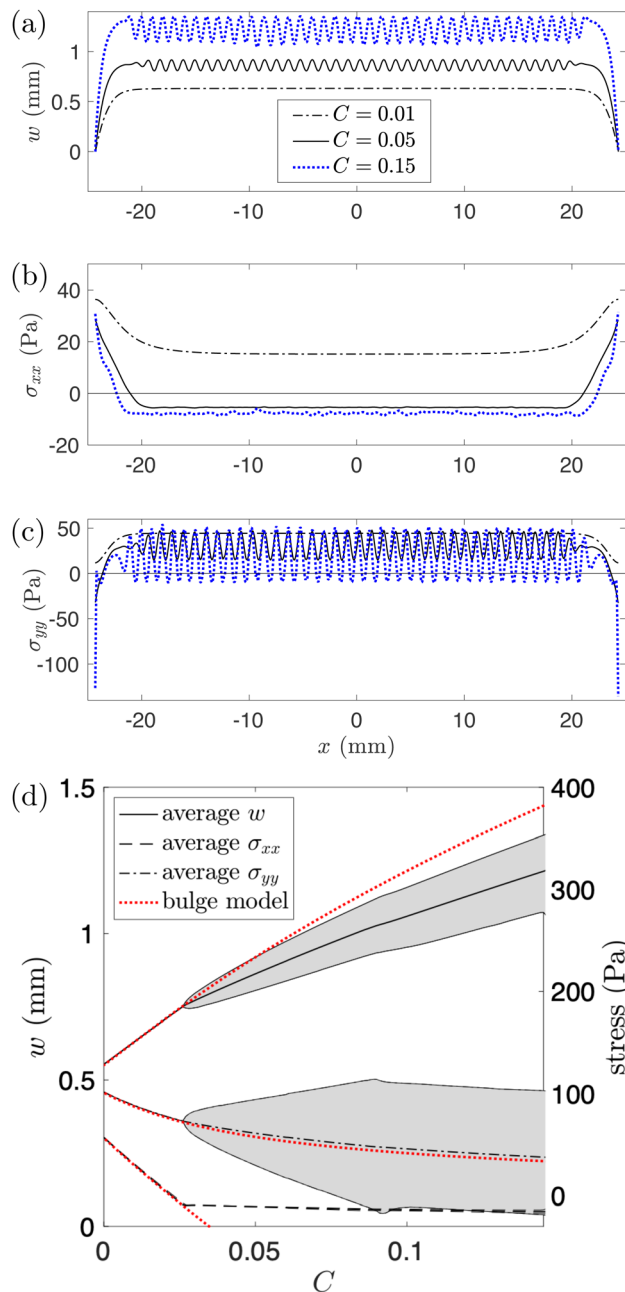 (a)
1
0.5
0
w (mm)
C = 0.01
C = 0.05
C = 0.15
-20 -10 0 10 20
(b)
40
20
0
-20
σxx (Pa)
-20 -10 0 10 20
(c)
50
0
-50
-100
σyy (Pa)
-20 -10 0 10 20
x (mm)
(d)
1.5
1
0.5
0
w (mm)
average w
average σxx
average σyy
bulge model
400
300
200
100
0
stress (Pa)
0 0.05 0.1
C